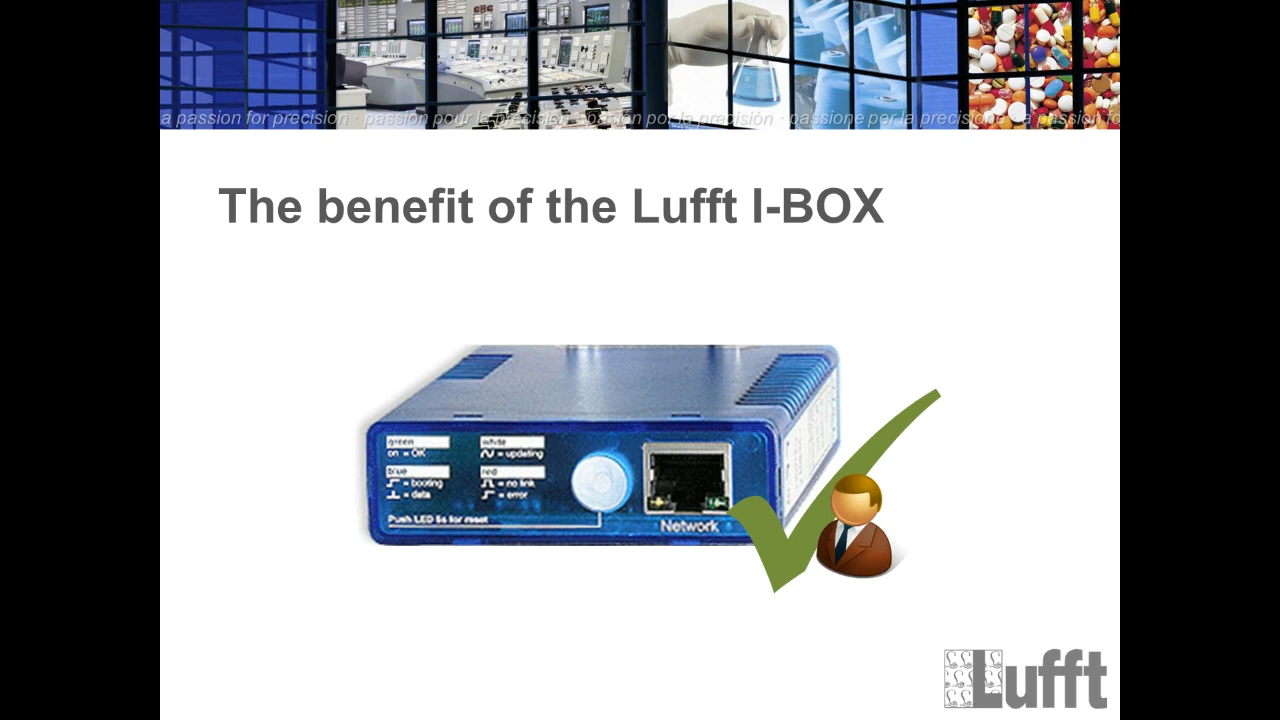 a passion for precision · passion pour la précision · pasión por la precisión · passione per la precisione · a passion fo
The benefit of the Lufft I-BOX
green
on = OK
white
= updating
blue
= booting
= data
red
= no link
= error
Push LED 5s for reset
Network
Lufft